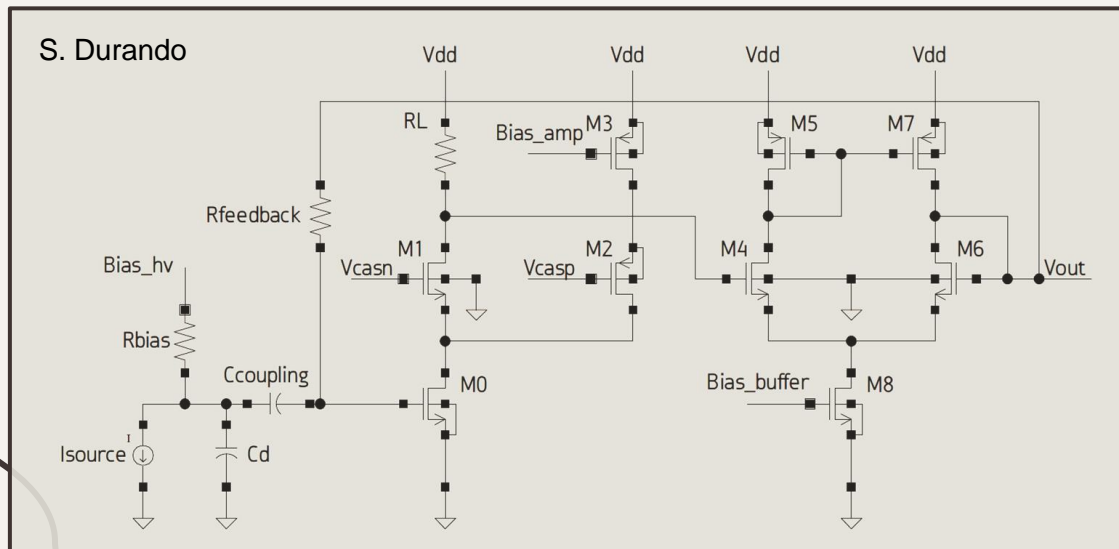 S. Durando
Vdd Vdd Vdd Vdd
RL Bias_amp M3 M5 M7
Rfeedback
Bias_hv Vcasn M1 Vcasp M2 M4 M6 Vout
Rbias
Ccoupling M0 Bias_buffer M8
I
Isource Cd